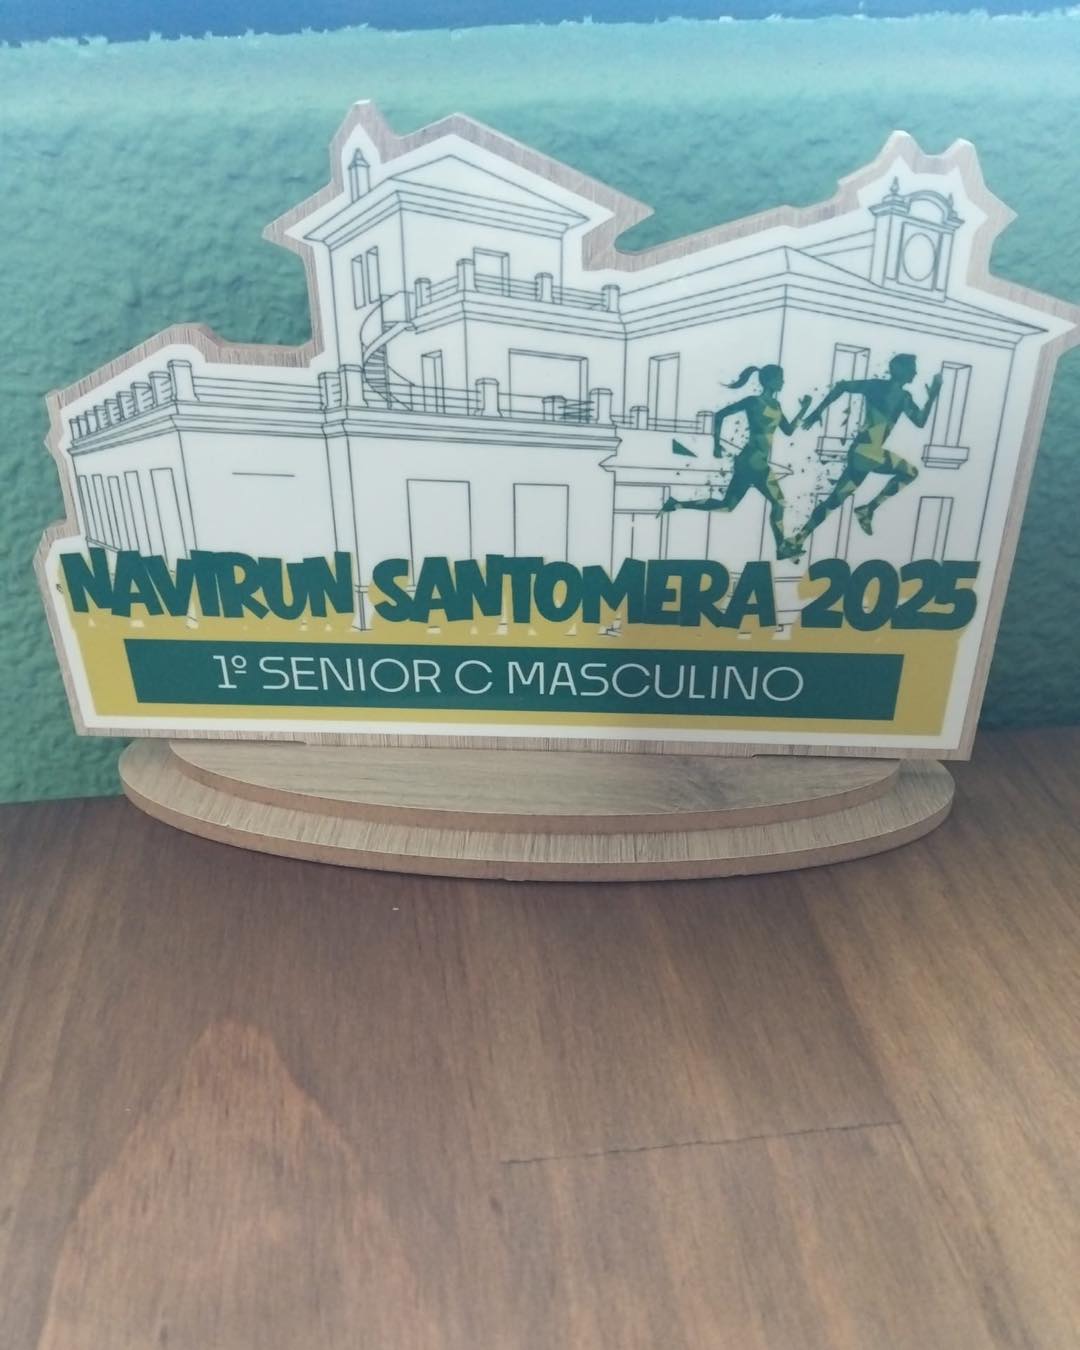 NAVIRUN SANTOMERA 2025
1º SENIOR C MASCULINO